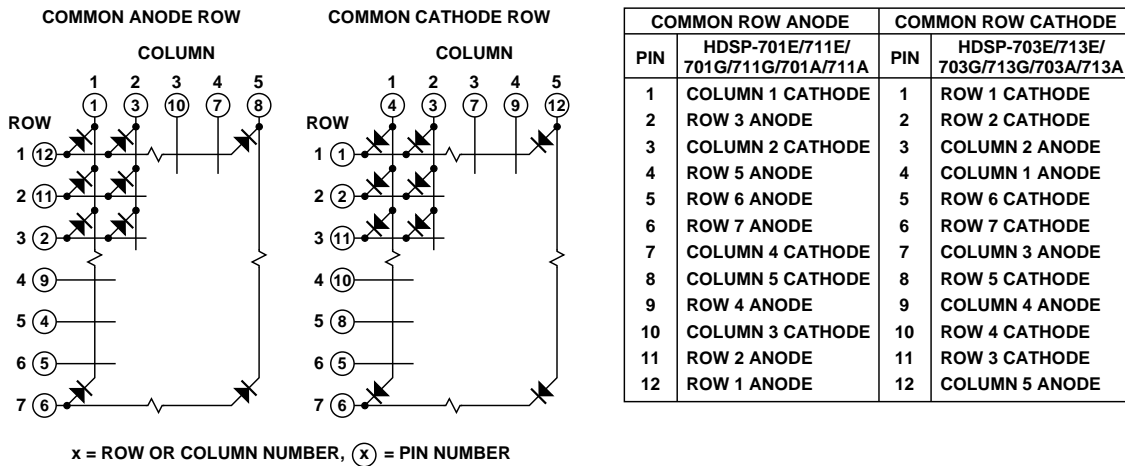 COMMON ANODE ROW
COLUMN
1 2 3 4 5
1 3 10 7 8
ROW
1 12
2 11
3 2
4 9
5 4
6 5
7 6
COMMON CATHODE ROW
COLUMN
1 2 3 4 5
4 3 7 9 12
ROW
1 1
2 2
3 11
4 10
5 8
6 5
7 6
x = ROW OR COLUMN NUMBER, x = PIN NUMBER
COMMON ROW ANODE COMMON ROW CATHODE
PIN HDSP-701E/711E/ 701G/711G/701A/711A PIN HDSP-703E/713E/ 703G/713G/703A/713A
1 COLUMN 1 CATHODE 1 ROW 1 CATHODE
2 ROW 3 ANODE 2 ROW 2 CATHODE
3 COLUMN 2 CATHODE 3 COLUMN 2 ANODE
4 ROW 5 ANODE 4 COLUMN 1 ANODE
5 ROW 6 ANODE 5 ROW 6 CATHODE
6 ROW 7 ANODE 6 ROW 7 CATHODE
7 COLUMN 4 CATHODE 7 COLUMN 3 ANODE
8 COLUMN 5 CATHODE 8 ROW 5 CATHODE
9 ROW 4 ANODE 9 COLUMN 4 ANODE
10 COLUMN 3 CATHODE 10 ROW 4 CATHODE
11 ROW 2 ANODE 11 ROW 3 CATHODE
12 ROW 1 ANODE 12 COLUMN 5 ANODE